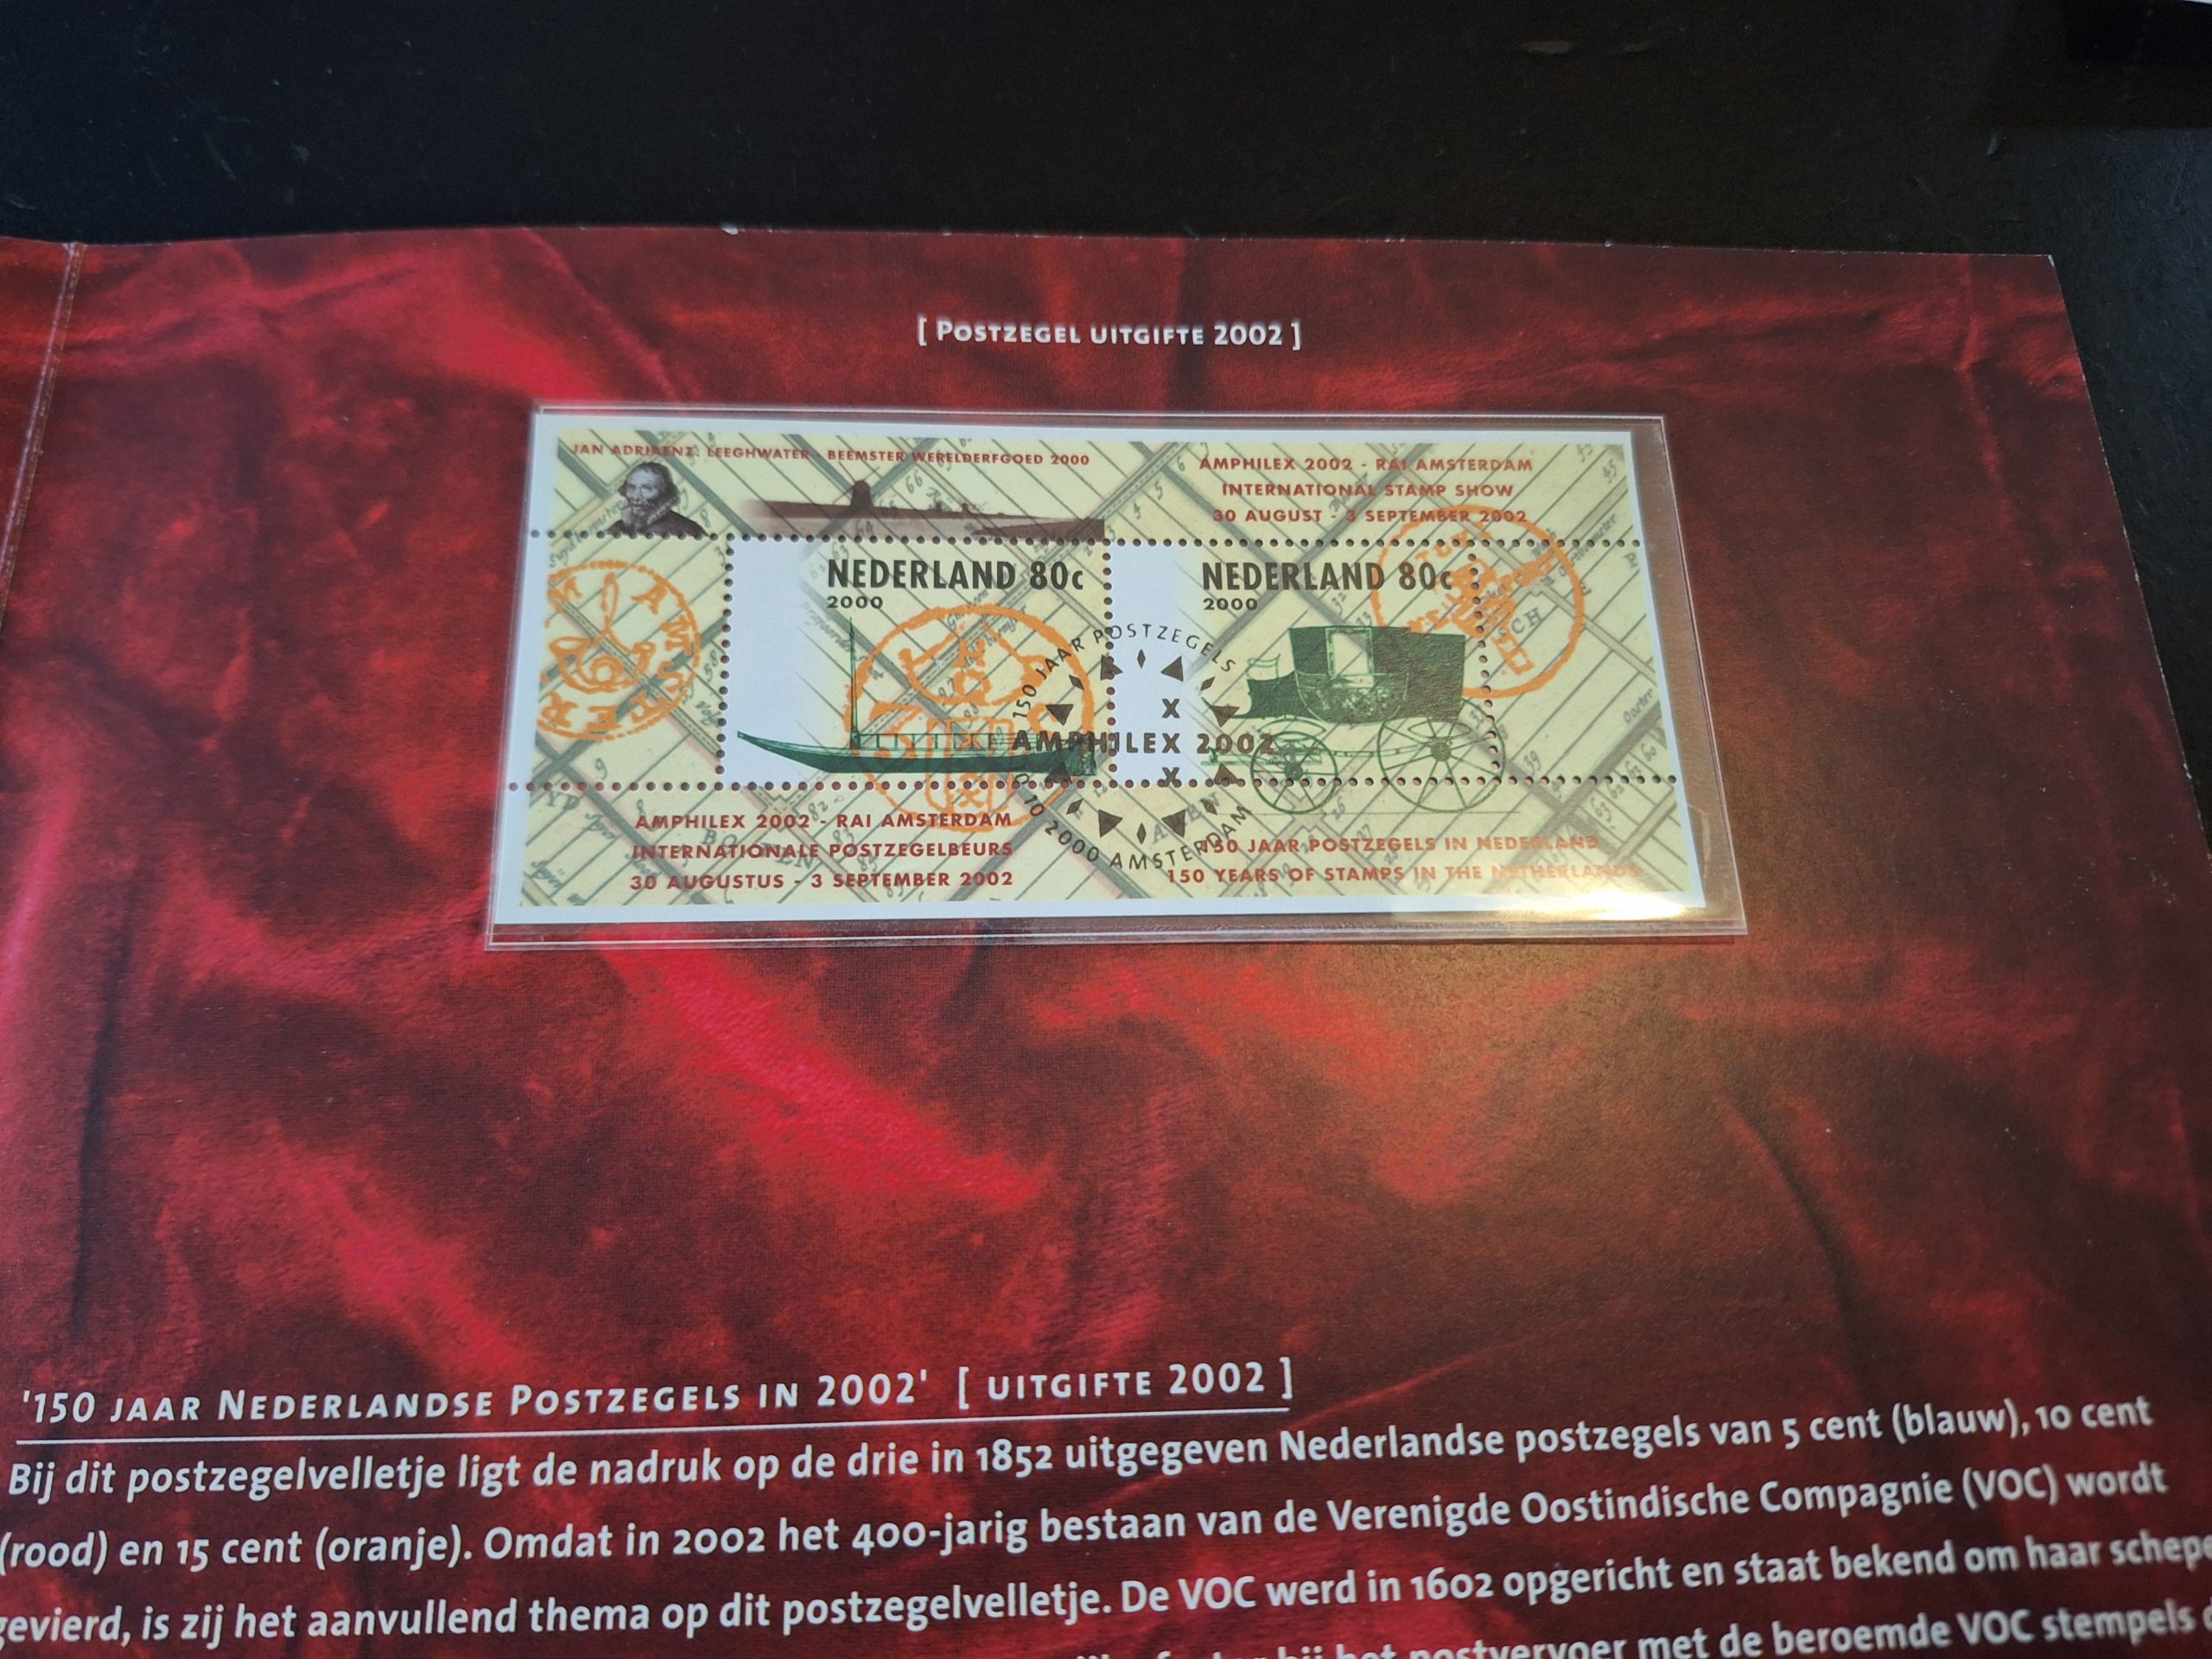 [ Postzegel uitgifte 2002 ]
JAN ADRIAENZ. LEEGHWATER - BEEMSTER WERELDERFGOED 2000
AMPHILEX 2002 - RAI AMSTERDAM
INTERNATIONAL STAMP SHOW
30 AUGUST - 3 SEPTEMBER 2002
NEDERLAND 80c
2000
NEDERLAND 80c
2000
150 JAAR POSTZEGELS
X
AMPHILEX 2002
X
10 2000 AMSTERDAM
AMPHILEX 2002 - RAI AMSTERDAM
INTERNATIONALE POSTZEGELBEURS
30 AUGUSTUS - 3 SEPTEMBER 2002
150 JAAR POSTZEGELS IN NEDERLAND
150 YEARS OF STAMPS IN THE NETHERLANDS
'150 jaar Nederlandse Postzegels in 2002' [ uitgifte 2002 ]
Bij dit postzegelvelletje ligt de nadruk op de drie in 1852 uitgegeven Nederlandse postzegels van 5 cent (blauw), 10 cent
(rood) en 15 cent (oranje). Omdat in 2002 het 400-jarig bestaan van de Verenigde Oostindische Compagnie (VOC) wordt
gevierd, is zij het aanvullend thema op dit postzegelvelletje. De VOC werd in 1602 opgericht en staat bekend om haar schepe
bij het postvervoer met de beroemde VOC stempels